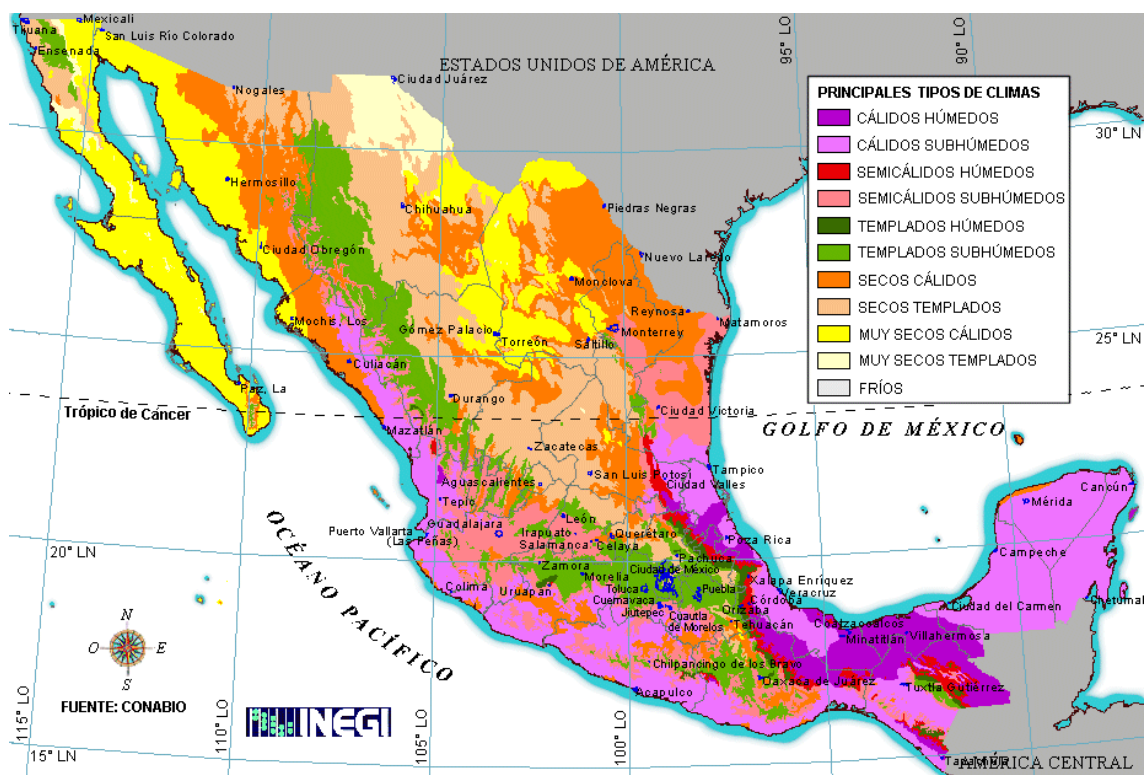 Mexicali
Tijuana
San Luis Río Colorado
Ensenada
ESTADOS UNIDOS DE AMÉRICA
Ciudad Juárez
Nogales
95° LO
90° LO
PRINCIPALES TIPOS DE CLIMAS
CÁLIDOS HÚMEDOS
CÁLIDOS SUBHÚMEDOS
SEMICÁLIDOS HÚMEDOS
SEMICÁLIDOS SUBHÚMEDOS
TEMPLADOS HÚMEDOS
TEMPLADOS SUBHÚMEDOS
SECOS CÁLIDOS
SECOS TEMPLADOS
MUY SECOS CÁLIDOS
MUY SECOS TEMPLADOS
FRÍOS
30° LN
Hermosillo
Chihuahua
Piedras Negras
Ciudad Obregón
Nuevo Laredo
Monclova
Reynosa
Mochis, Los
Matamoros
Gómez Palacio
Monterrey
Torreón
Saltillo
25° LN
Culiacán
Paz, La
Durango
Trópico de Cáncer
Ciudad Victoria
GOLFO DE MÉXICO
Mazatlán
Zacatecas
San Luis Potosí
Tampico
Aguascalientes
Ciudad Valles
Cancún
Tepic
Mérida
León
Puerto Vallarta
(Las Peñas)
Guadalajara
Irapuato
Querétaro
Salamanca
Celaya
Poza Rica
20° LN
Pachuca
Campeche
Zamora
Ciudad de México
Morelia
Xalapa Enríquez
Colima
Uruapan
Toluca
Puebla
Veracruz
Cuernavaca
Córdoba
Chetumal
Jiutepec
Cuautla
de Morelos
Orizaba
Ciudad del Carmen
Tehuacán
Coatzacoalcos
Minatitlán
Villahermosa
OCÉANO PACÍFICO
Chilpancingo de los Bravo
Oaxaca de Juárez
Tuxtla Gutiérrez
Acapulco
N
O
E
S
FUENTE: CONABIO
INEGI
115° LO
110° LO
105° LO
100° LO
15° LN
Tapachula
AMÉRICA CENTRAL